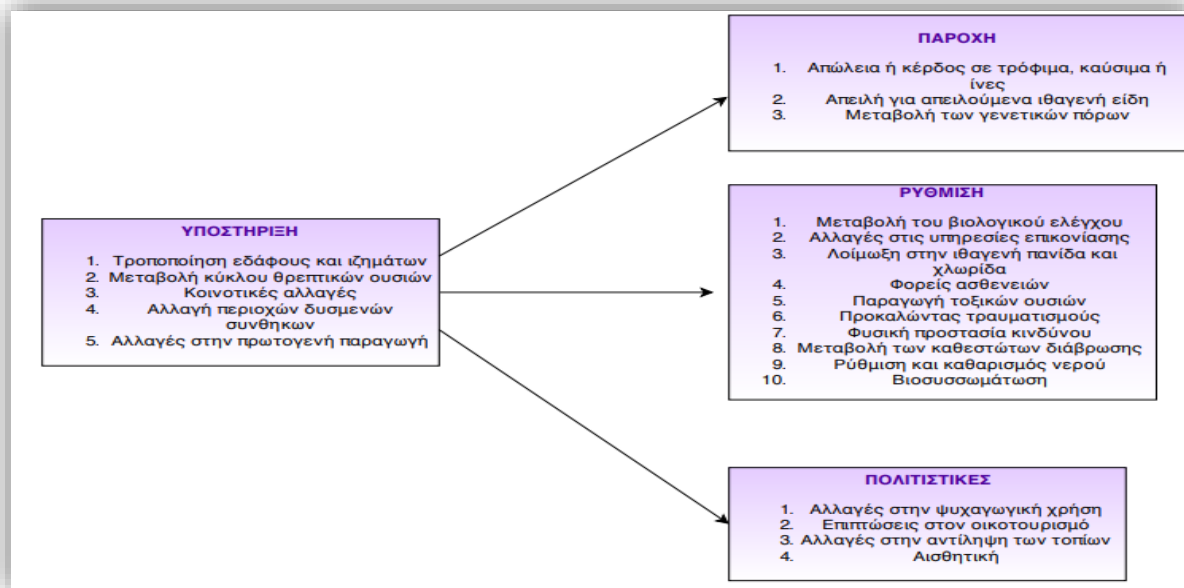 ΠΑΡΟΧΗ
1. Απώλεια ή κέρδος σε τρόφιμα, καύσιμα ή
ίνες
2. Απειλή για απειλούμενα ιθαγενή είδη
3. Μεταβολή των γενετικών πόρων
ΥΠΟΣΤΗΡΙΞΗ
1. Τροποποίηση εδάφους και ιζημάτων
2. Μεταβολή κύκλου θρεπτικών ουσιών
3. Κοινοτικές αλλαγές
4. Αλλαγή περιοχών δυσμενών
συνθηκων
5. Αλλαγές στην πρωτογενή παραγωγή
ΡΥΘΜΙΣΗ
1. Μεταβολή του βιολογικού ελέγχου
2. Αλλαγές στις υπηρεσίες επικονίασης
3. Λοίμωξη στην ιθαγενή πανίδα και
χλωρίδα
4. Φορείς ασθενειών
5. Παραγωγή τοξικών ουσιών
6. Προκαλώντας τραυματισμούς
7. Φυσική προστασία κινδύνου
8. Μεταβολή των καθεστώτων διάβρωσης
9. Ρύθμιση και καθαρισμός νερού
10. Βιοσυσσωμάτωση
ΠΟΛΙΤΙΣΤΙΚΕΣ
1. Αλλαγές στην ψυχαγωγική χρήση
2. Επιπτώσεις στον οικοτουρισμό
3. Αλλαγές στην αντίληψη των τοπίων
4. Αισθητική